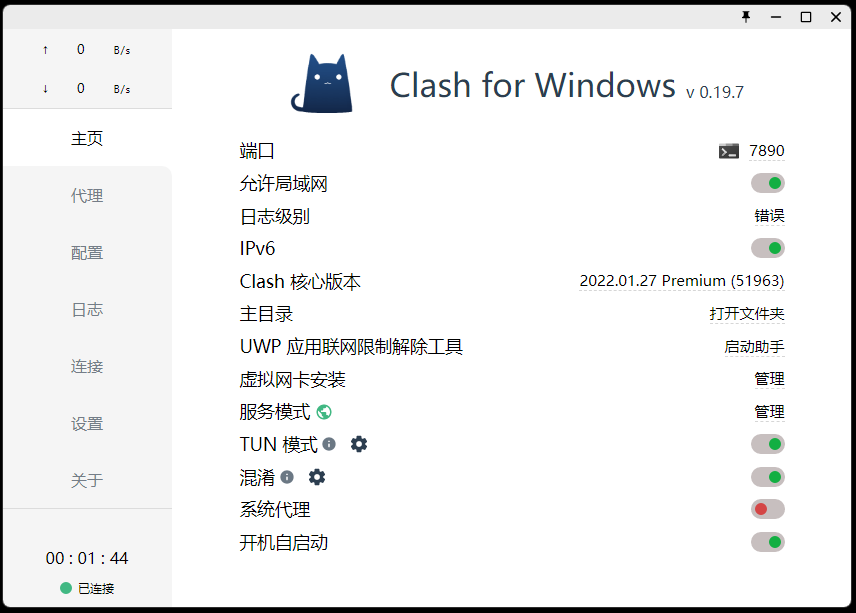 ↑ 0 B/s
↓ 0 B/s
主页
代理
配置
日志
连接
设置
关于
00 : 01 : 44
已连接
Clash for Windows v 0.19.7
端口 7890
允许局域网
日志级别 错误
IPv6
Clash 核心版本 2022.01.27 Premium (51963)
主目录 打开文件夹
UWP 应用联网限制解除工具 启动助手
虚拟网卡安装 管理
服务模式 管理
TUN 模式
混淆
系统代理
开机自启动